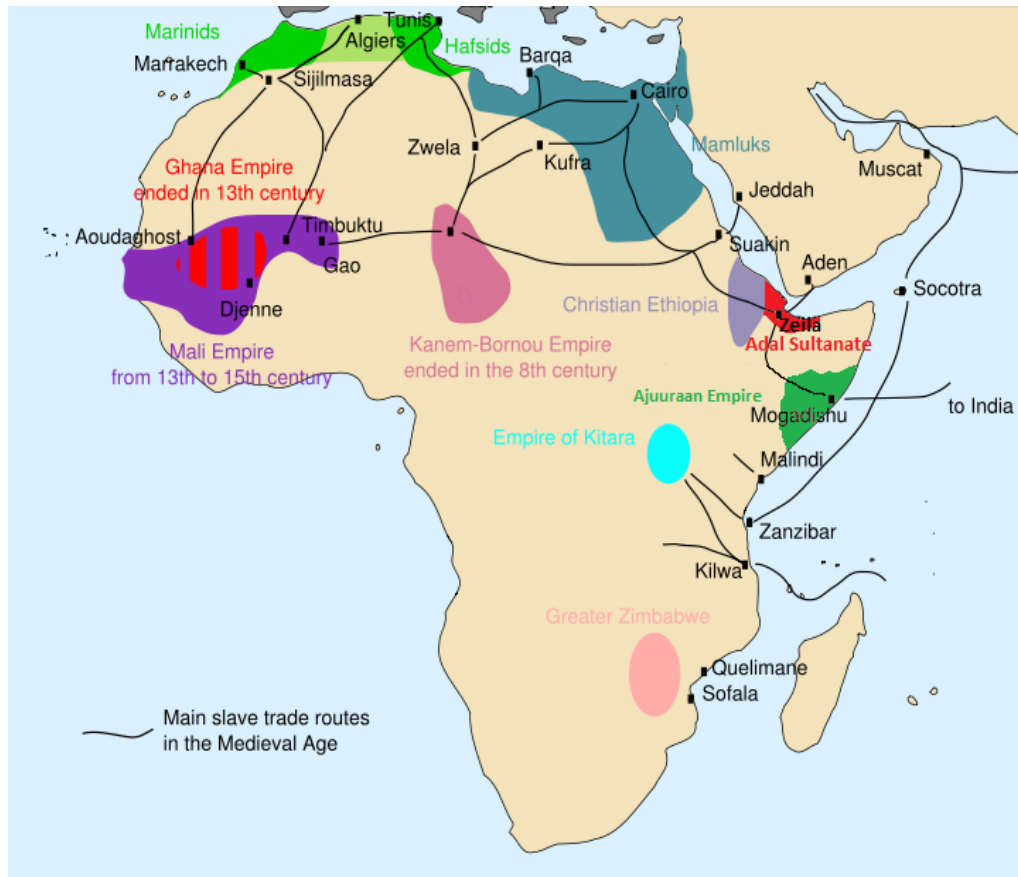 Marinids
Tunis
Algiers
Hafsids
Marrakech
Sijilmasa
Barqa
Cairo
Zwela
Kufra
Mamluks
Muscat
Ghana Empire
ended in 13th century
Jeddah
Aoudaghost
Timbuktu
Gao
Suakin
Aden
Djenne
Christian Ethiopia
Socotra
Zeila
Adal Sultanate
Mali Empire
from 13th to 15th century
Kanem-Bornou Empire
ended in the 8th century
Ajuuraan Empire
Mogadishu
to India
Empire of Kitara
Malindi
Zanzibar
Kilwa
Greater Zimbabwe
Quelimane
Sofala
Main slave trade routes
in the Medieval Age